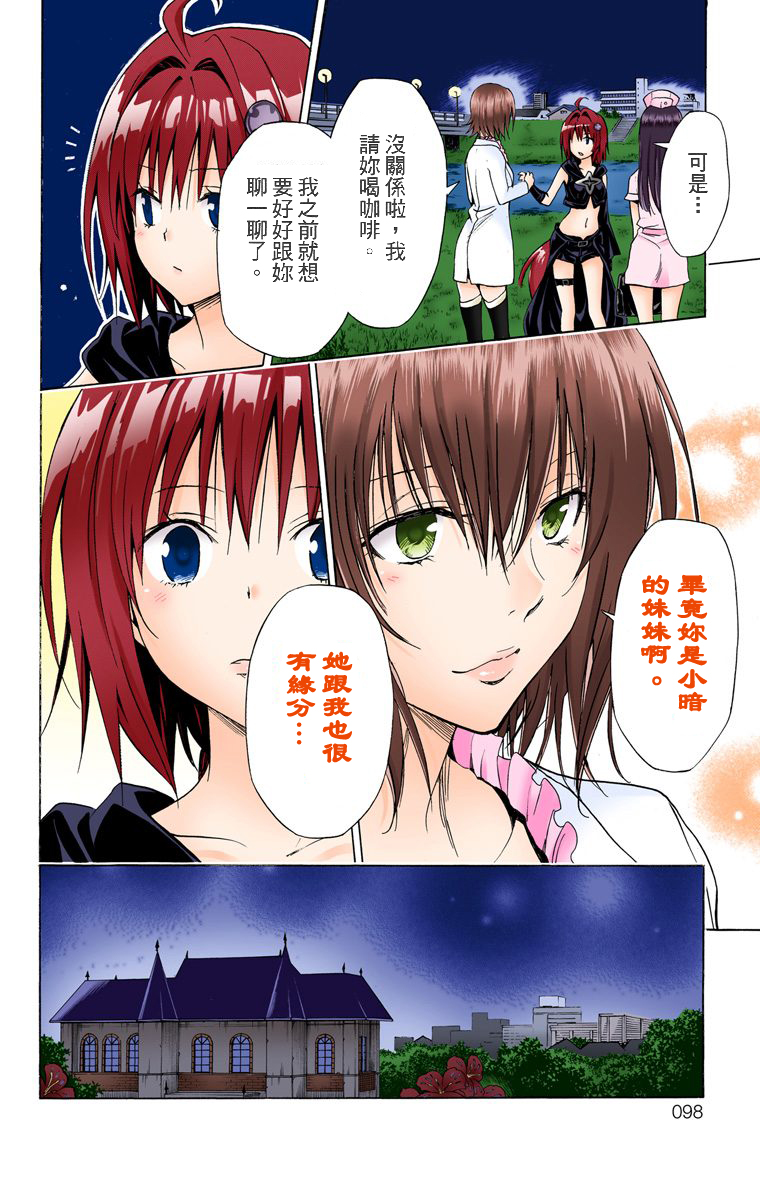 可是…
沒關係啦，我
請妳喝咖啡。
我之前就想
要好好跟妳
聊一聊了。
畢竟妳是小暗
的妹妹啊。
她跟我也很
有緣分…
098